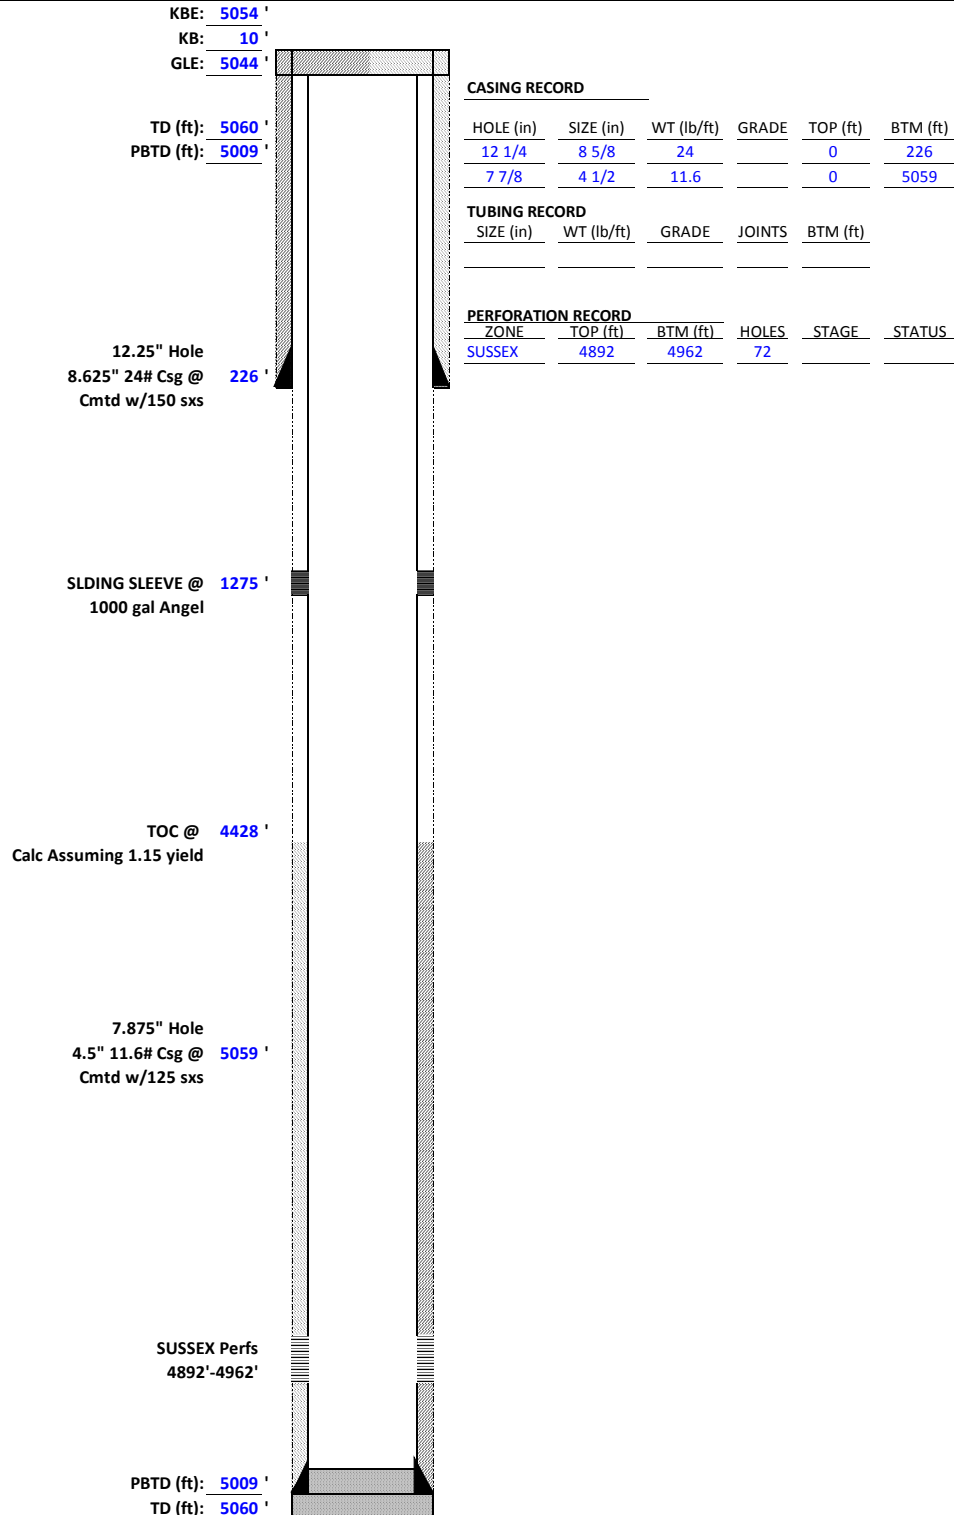 KBE: 5054 '
KB: 10 '
GLE: 5044 '
TD (ft): 5060 '
PBTD (ft): 5009 '
CASING RECORD
HOLE (in) SIZE (in) WT (lb/ft) GRADE TOP (ft) BTM (ft)
12 1/4 8 5/8 24 0 226
7 7/8 4 1/2 11.6 0 5059
TUBING RECORD
SIZE (in) WT (lb/ft) GRADE JOINTS BTM (ft)
PERFORATION RECORD
ZONE TOP (ft) BTM (ft) HOLES STAGE STATUS
SUSSEX 4892 4962 72
12.25" Hole
8.625" 24# Csg @ 226 '
Cmtd w/150 sxs
SLDING SLEEVE @ 1275 '
1000 gal Angel
TOC @ 4428 '
Calc Assuming 1.15 yield
7.875" Hole
4.5" 11.6# Csg @ 5059 '
Cmtd w/125 sxs
SUSSEX Perfs
4892'-4962'
PBTD (ft): 5009 '
TD (ft): 5060 '